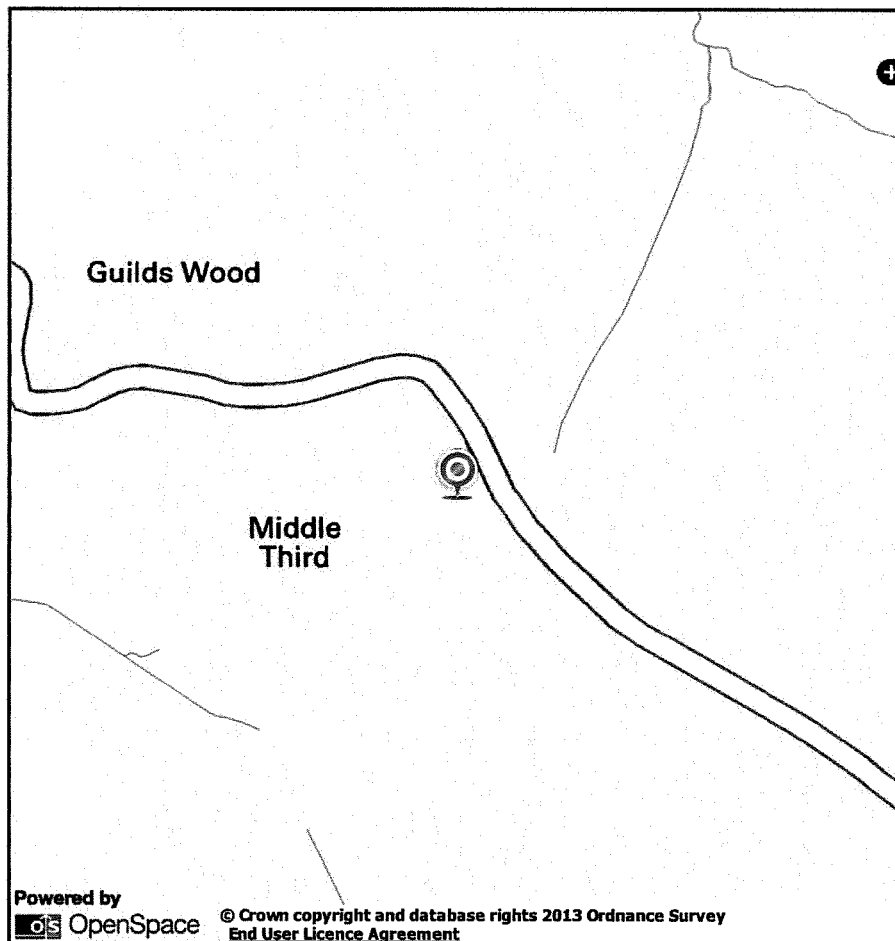 Guilds Wood
Middle
Third
Powered by
OS OpenSpace
© Crown copyright and database rights 2013 Ordnance Survey
End User Licence Agreement